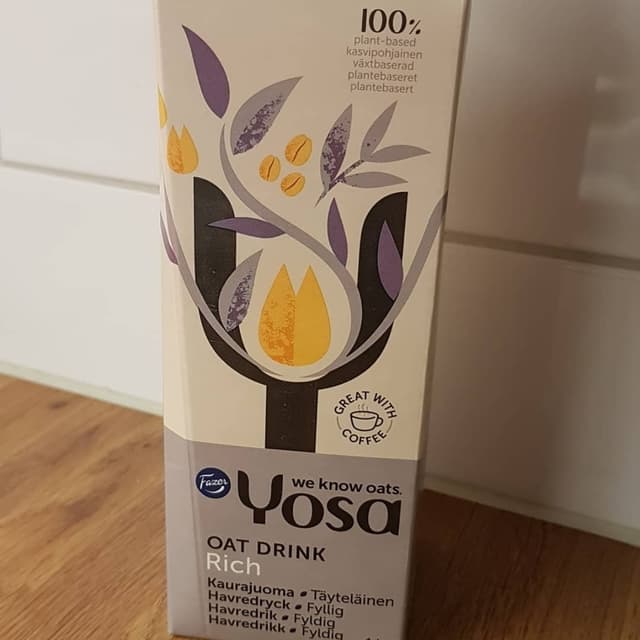 100%
plant-based
kasvipohjainen
växtbaserad
plantebaseret
plantebasert
GREAT WITH
COFFEE
Fazer
we know oats.
Yosa
OAT DRINK
Rich
Kaurajuoma • Täyteläinen
Havredryck • Fyllig
Havredrik • Fyldig
Havredrikk • Fyldig